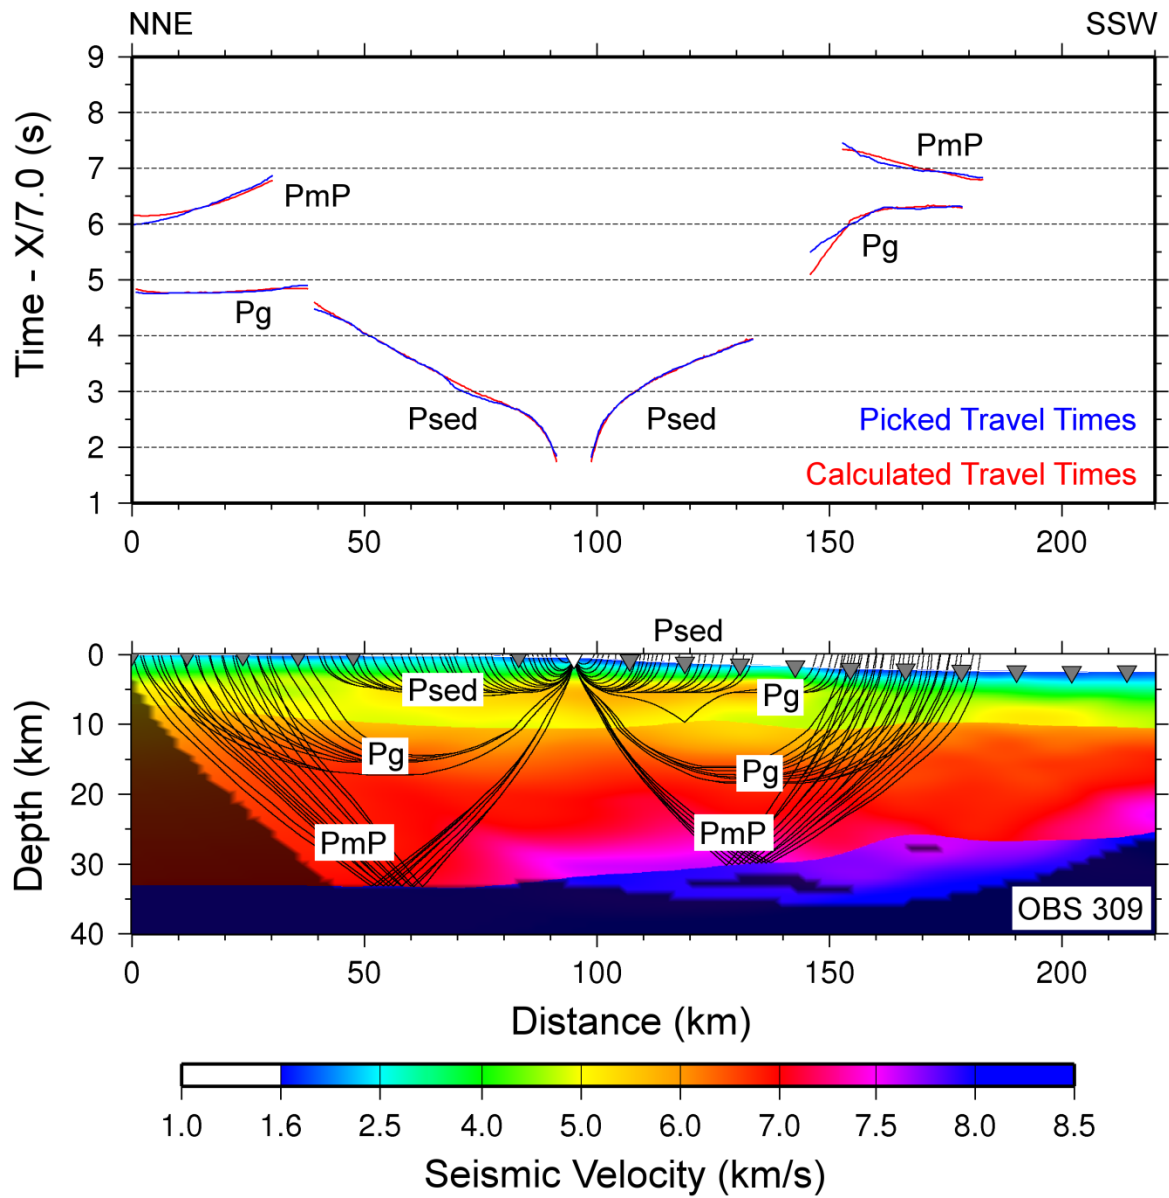 NNE SSW
9
8
7
6
5
4
3
2
1
Time - X/7.0 (s)
PmP
PmP
Pg
Pg
Psed
Psed
Picked Travel Times
Calculated Travel Times
0 50 100 150 200
Psed
0
10
20
30
40
Depth (km)
Psed
Pg
Pg
Pg
PmP
PmP
OBS 309
0 50 100 150 200
Distance (km)
1.0 1.6 2.5 4.0 5.0 6.0 7.0 7.5 8.0 8.5
Seismic Velocity (km/s)